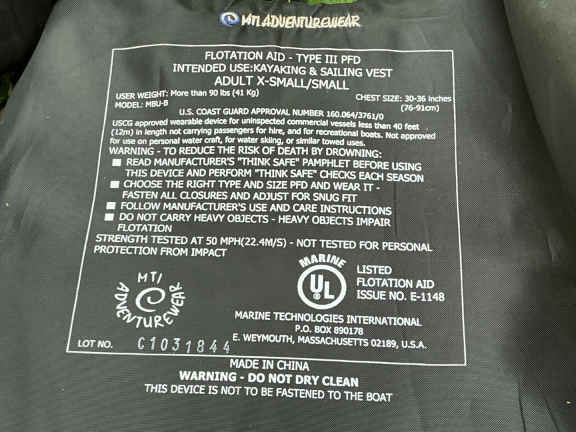 MTI ADVENTUREWEAR
FLOTATION AID - TYPE III PFD
INTENDED USE:KAYAKING & SAILING VEST
ADULT X-SMALL/SMALL
USER WEIGHT: More than 90 lbs (41 Kg)
CHEST SIZE: 30-36 Inches
MODEL: MBU-B
(76-91cm)
U.S. COAST GUARD APPROVAL NUMBER 160.064/3761/0
USCG approved wearable device for uninspected commercial vessels less than 40 feet
(12m) in length not carrying passengers for hire, and for recreational boats. Not approved
for use on personal water craft, for water skiing, or similar towed uses.
WARNING - TO REDUCE THE RISK OF DEATH BY DROWNING:
■ READ MANUFACTURER'S "THINK SAFE" PAMPHLET BEFORE USING
THIS DEVICE AND PERFORM "THINK SAFE" CHECKS EACH SEASON
■ CHOOSE THE RIGHT TYPE AND SIZE PFD AND WEAR IT -
FASTEN ALL CLOSURES AND ADJUST FOR SNUG FIT
■ FOLLOW MANUFACTURER'S USE AND CARE INSTRUCTIONS
■ DO NOT CARRY HEAVY OBJECTS - HEAVY OBJECTS IMPAIR
FLOTATION
STRENGTH TESTED AT 50 MPH(22.4M/S) - NOT TESTED FOR PERSONAL
PROTECTION FROM IMPACT
MTI
ADVENTUREWEAR
MARINE
UL
LISTED
FLOTATION AID
ISSUE NO. E-1148
MARINE TECHNOLOGIES INTERNATIONAL
P.O. BOX 890178
E. WEYMOUTH, MASSACHUSETTS 02189, U.S.A.
LOT NO. C1031844
MADE IN CHINA
WARNING - DO NOT DRY CLEAN
THIS DEVICE IS NOT TO BE FASTENED TO THE BOAT